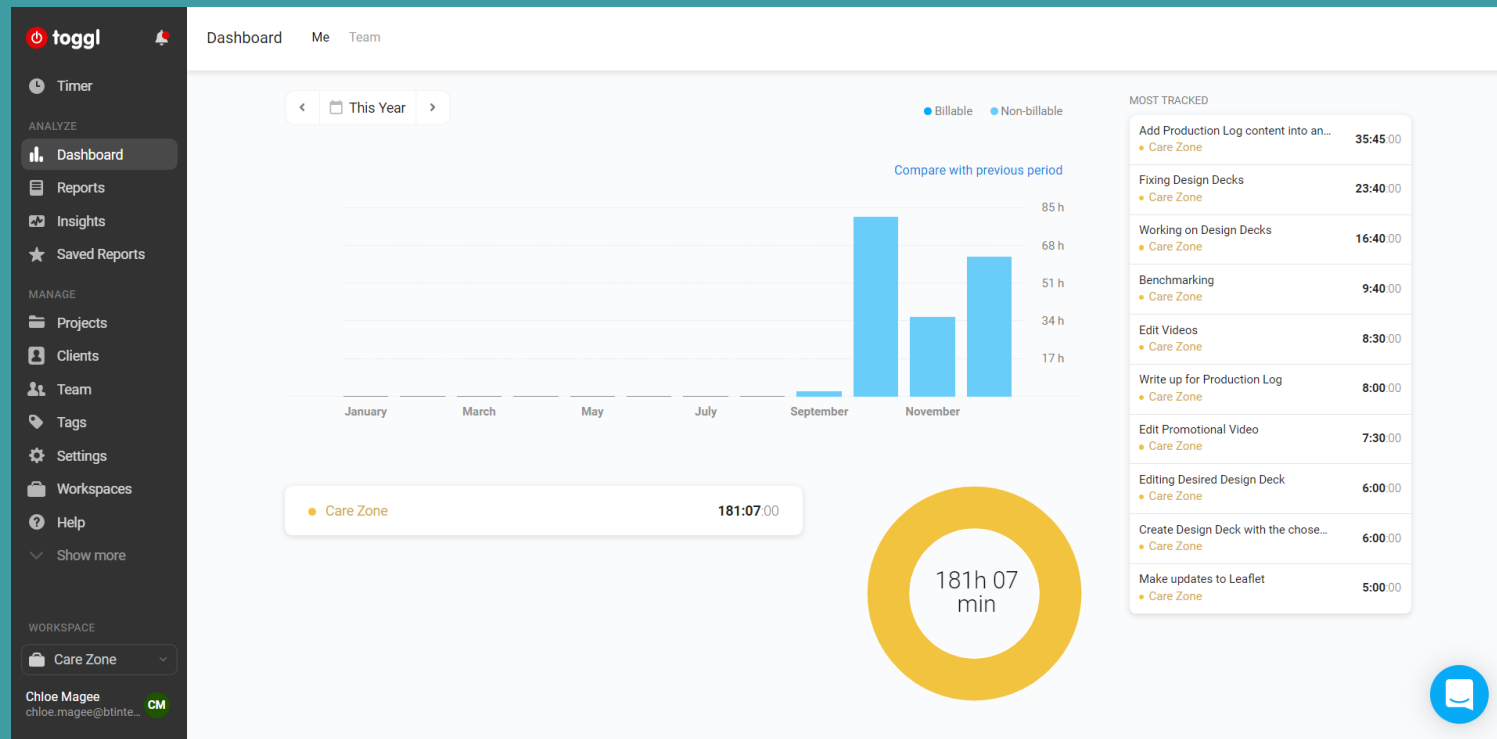 toggl
Timer
ANALYZE
Dashboard
Reports
Insights
Saved Reports
MANAGE
Projects
Clients
Team
Tags
Settings
Workspaces
Help
Show more
WORKSPACE
Care Zone
Chloe Magee
chloe.magee@btinte...
CM
Dashboard Me Team
This Year
Billable Non-billable
Compare with previous period
85 h
68 h
51 h
34 h
17 h
January March May July September November
Care Zone 181:07:00
181h 07
min
MOST TRACKED
Add Production Log content into an... 35:45:00
Care Zone
Fixing Design Decks 23:40:00
Care Zone
Working on Design Decks 16:40:00
Care Zone
Benchmarking 9:40:00
Care Zone
Edit Videos 8:30:00
Care Zone
Write up for Production Log 8:00:00
Care Zone
Edit Promotional Video 7:30:00
Care Zone
Editing Desired Design Deck 6:00:00
Care Zone
Create Design Deck with the chose... 6:00:00
Care Zone
Make updates to Leaflet 5:00:00
Care Zone